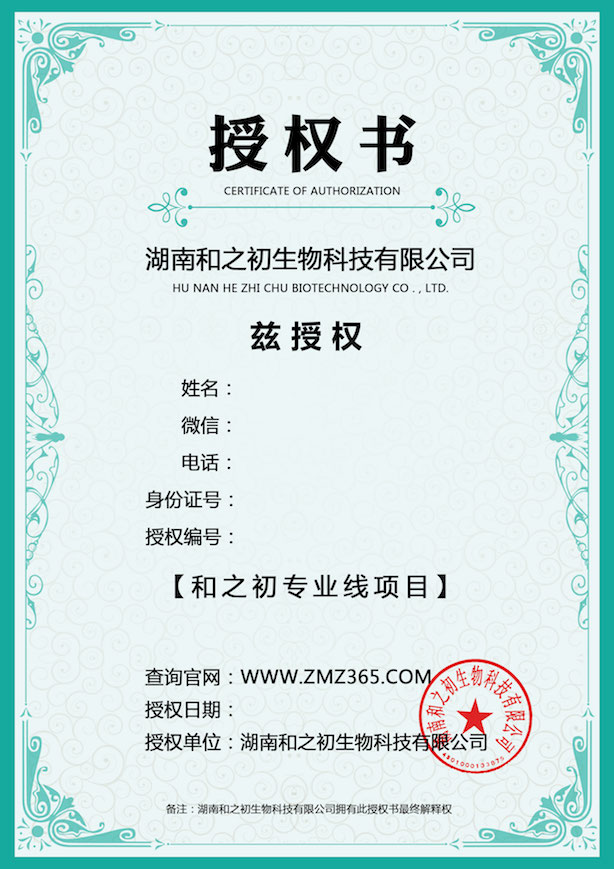 授权书
CERTIFICATE OF AUTHORIZATION
湖南和之初生物科技有限公司
HU NAN HE ZHI CHU BIOTECHNOLOGY CO . , LTD.
兹授权
姓名：
微信：
电话：
身份证号：
授权编号：
【和之初专业线项目】
查询官网：WWW.ZMZ365.COM
授权日期：
授权单位：湖南和之初生物科技有限公司
湖南和之初生物科技有限公司
备注：湖南和之初生物科技有限公司拥有此授权书最终解释权